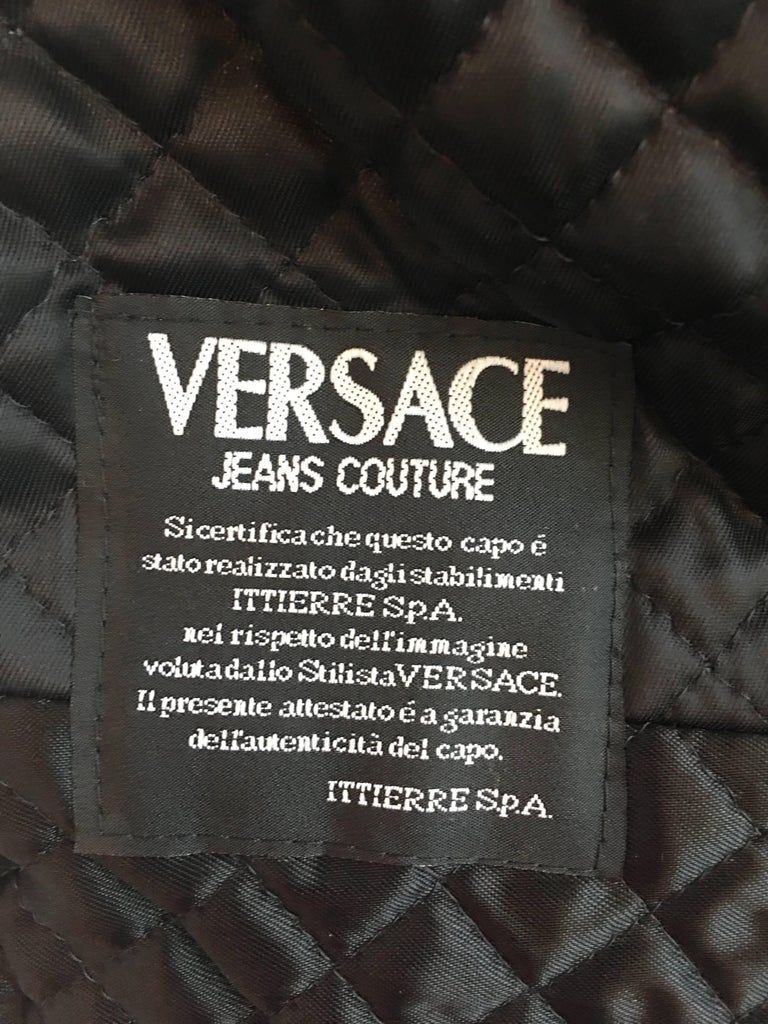 VERSACE
JEANS COUTURE
Si certifica che questo capo é
stato realizzato dagli stabilimenti
ITTIERRE S.p.A.
nel rispetto dell'immagine
voluta dallo Stilista VERSACE.
Il presente attestato é a garanzia
dell'autenticità del capo.
ITTIERRE S.p.A.